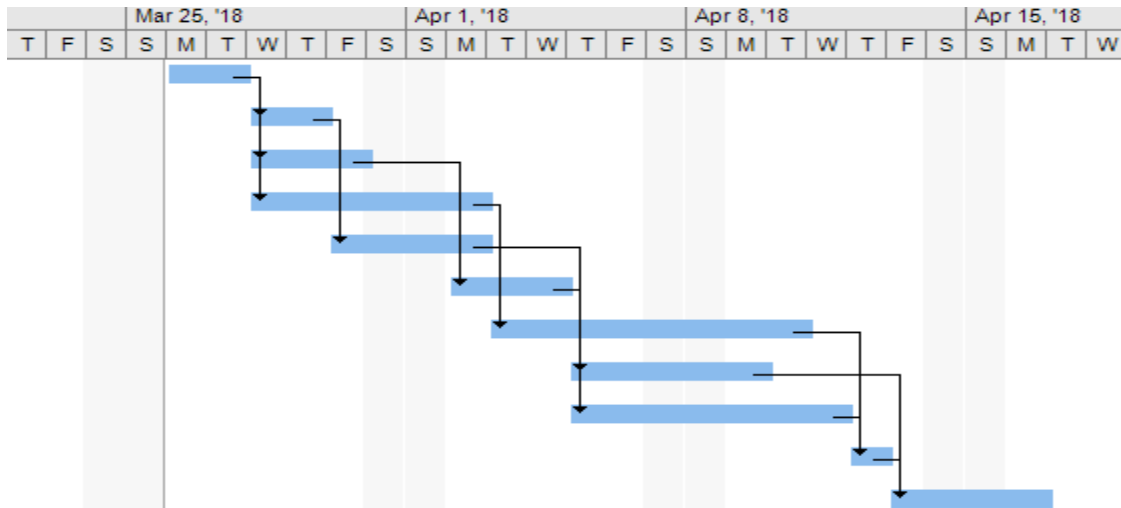 Mar 25, '18 Apr 1, '18 Apr 8, '18 Apr 15, '18
T F S S M T W T F S S M T W T F S S M T W T F S S M T W